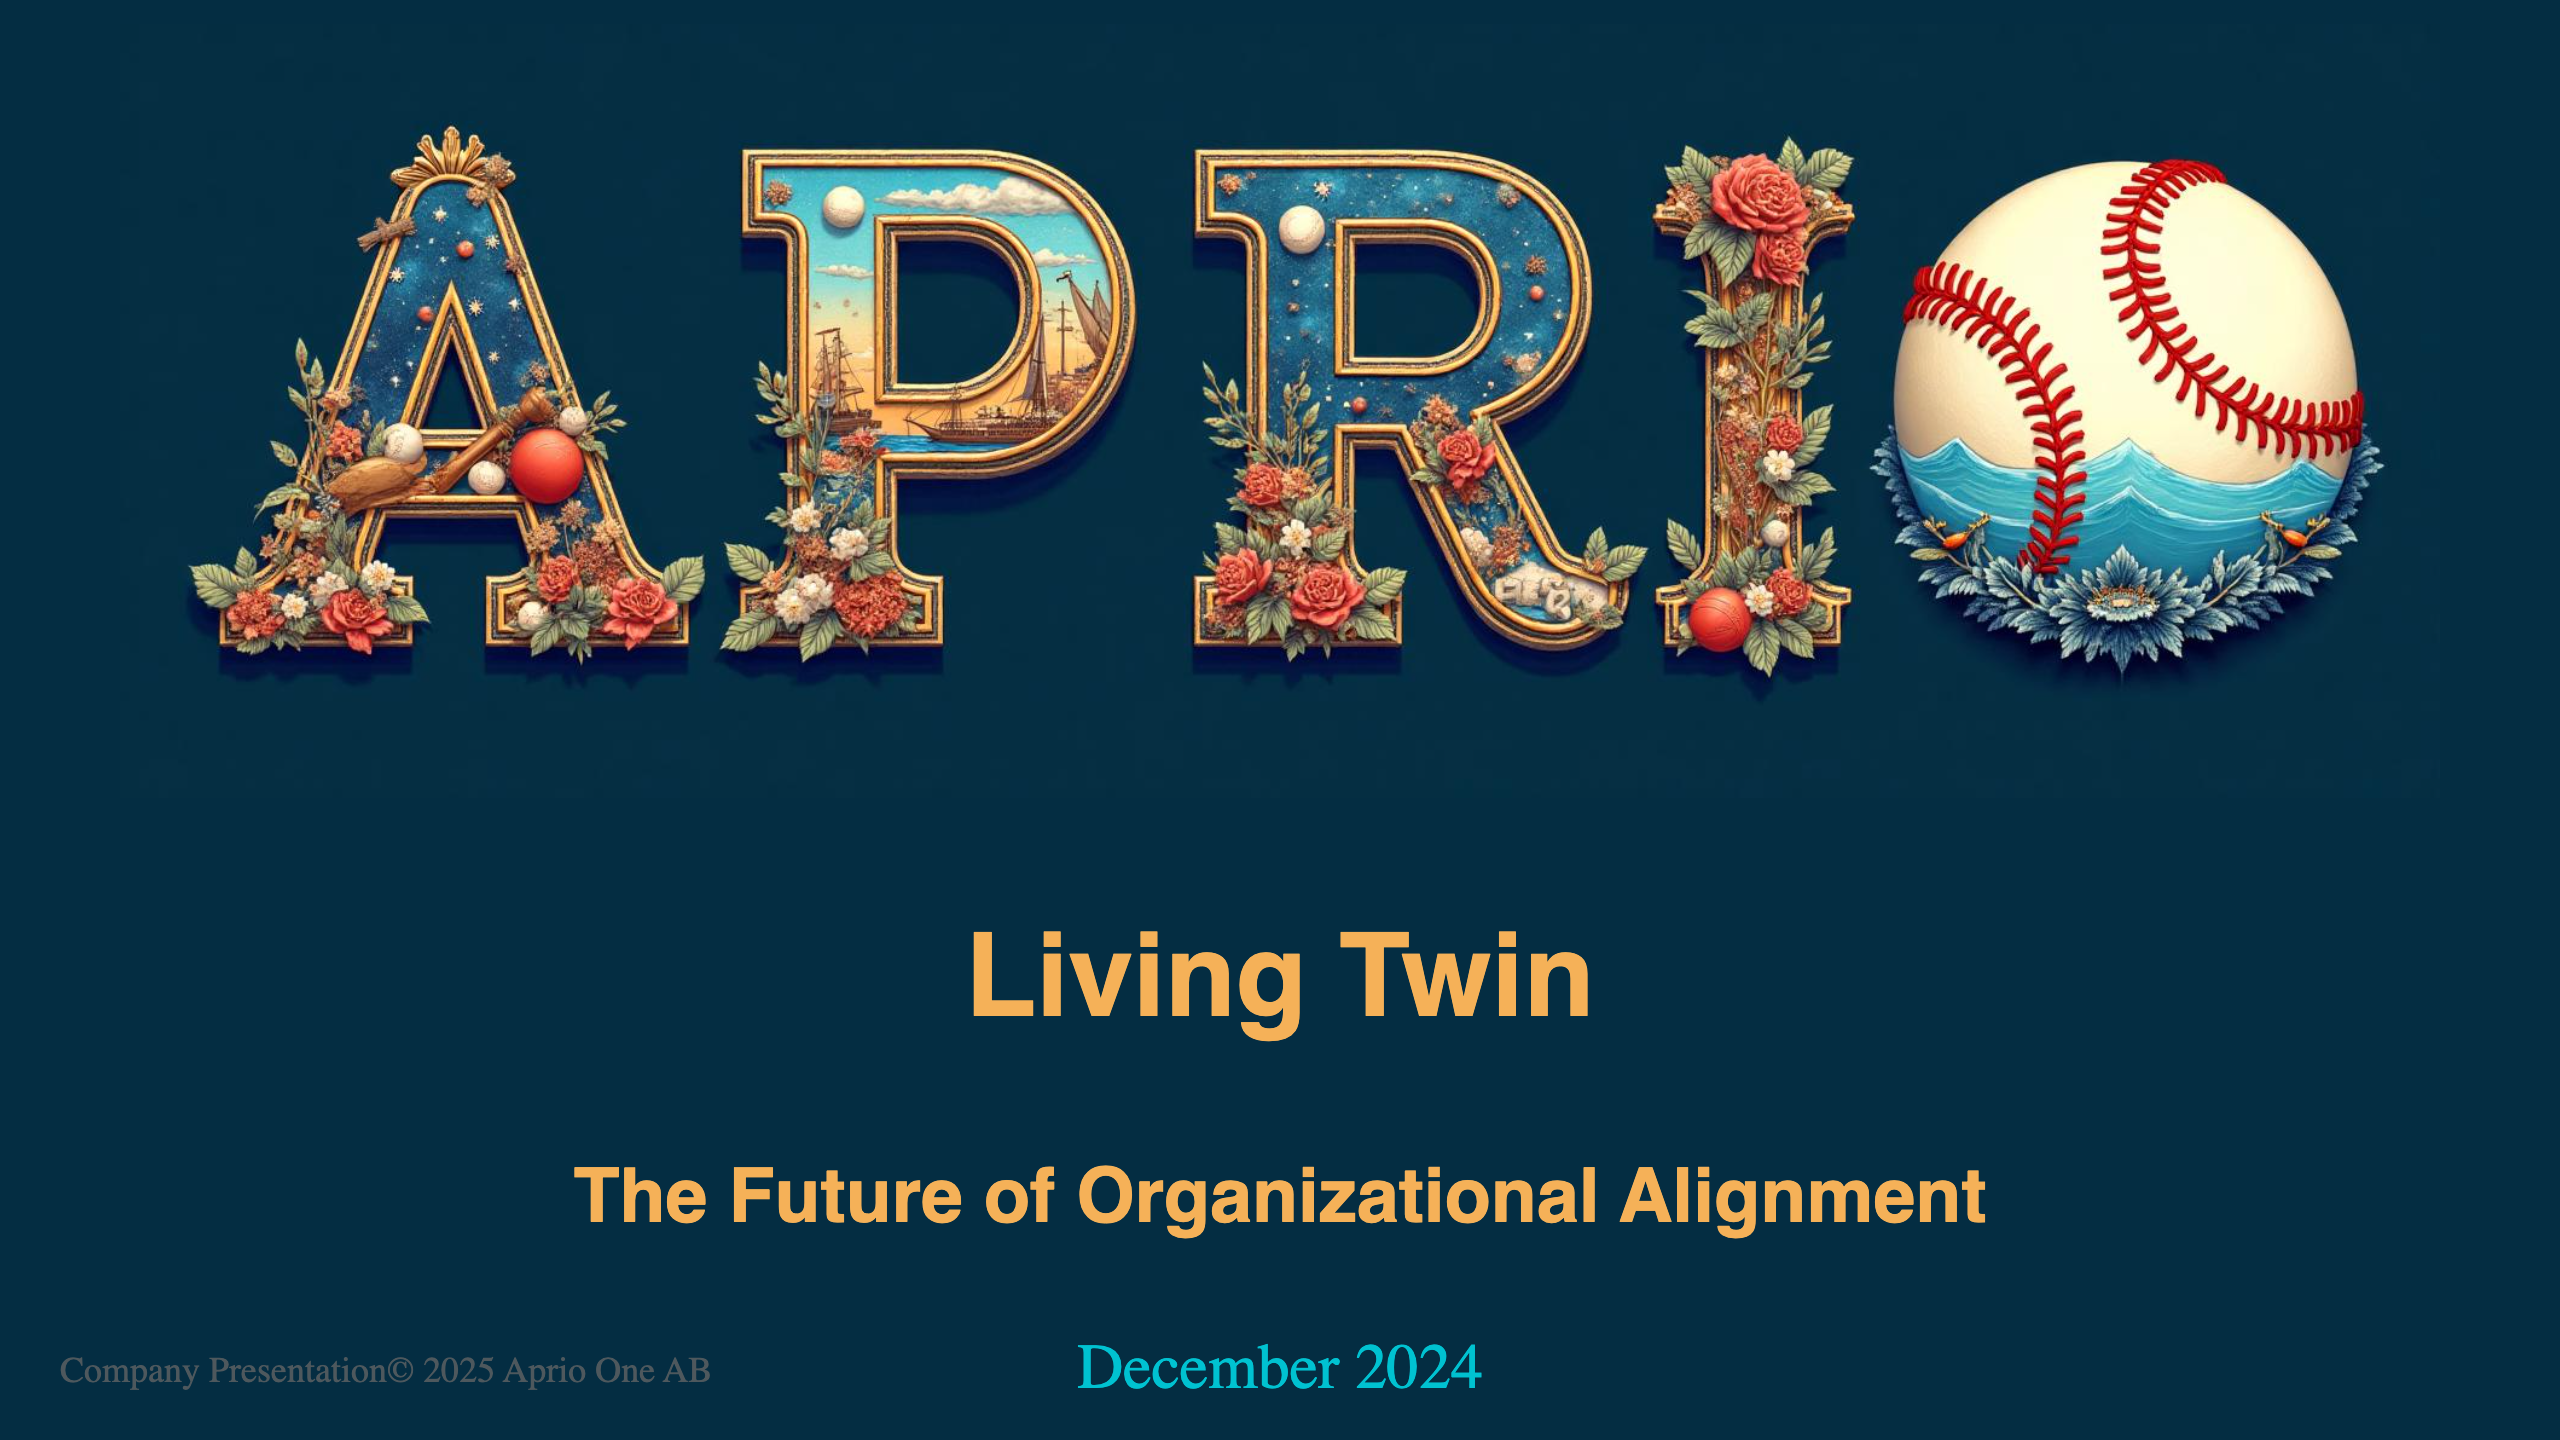 APRIO
Living Twin
The Future of Organizational Alignment
Company Presentation© 2025 Aprio One AB
December 2024